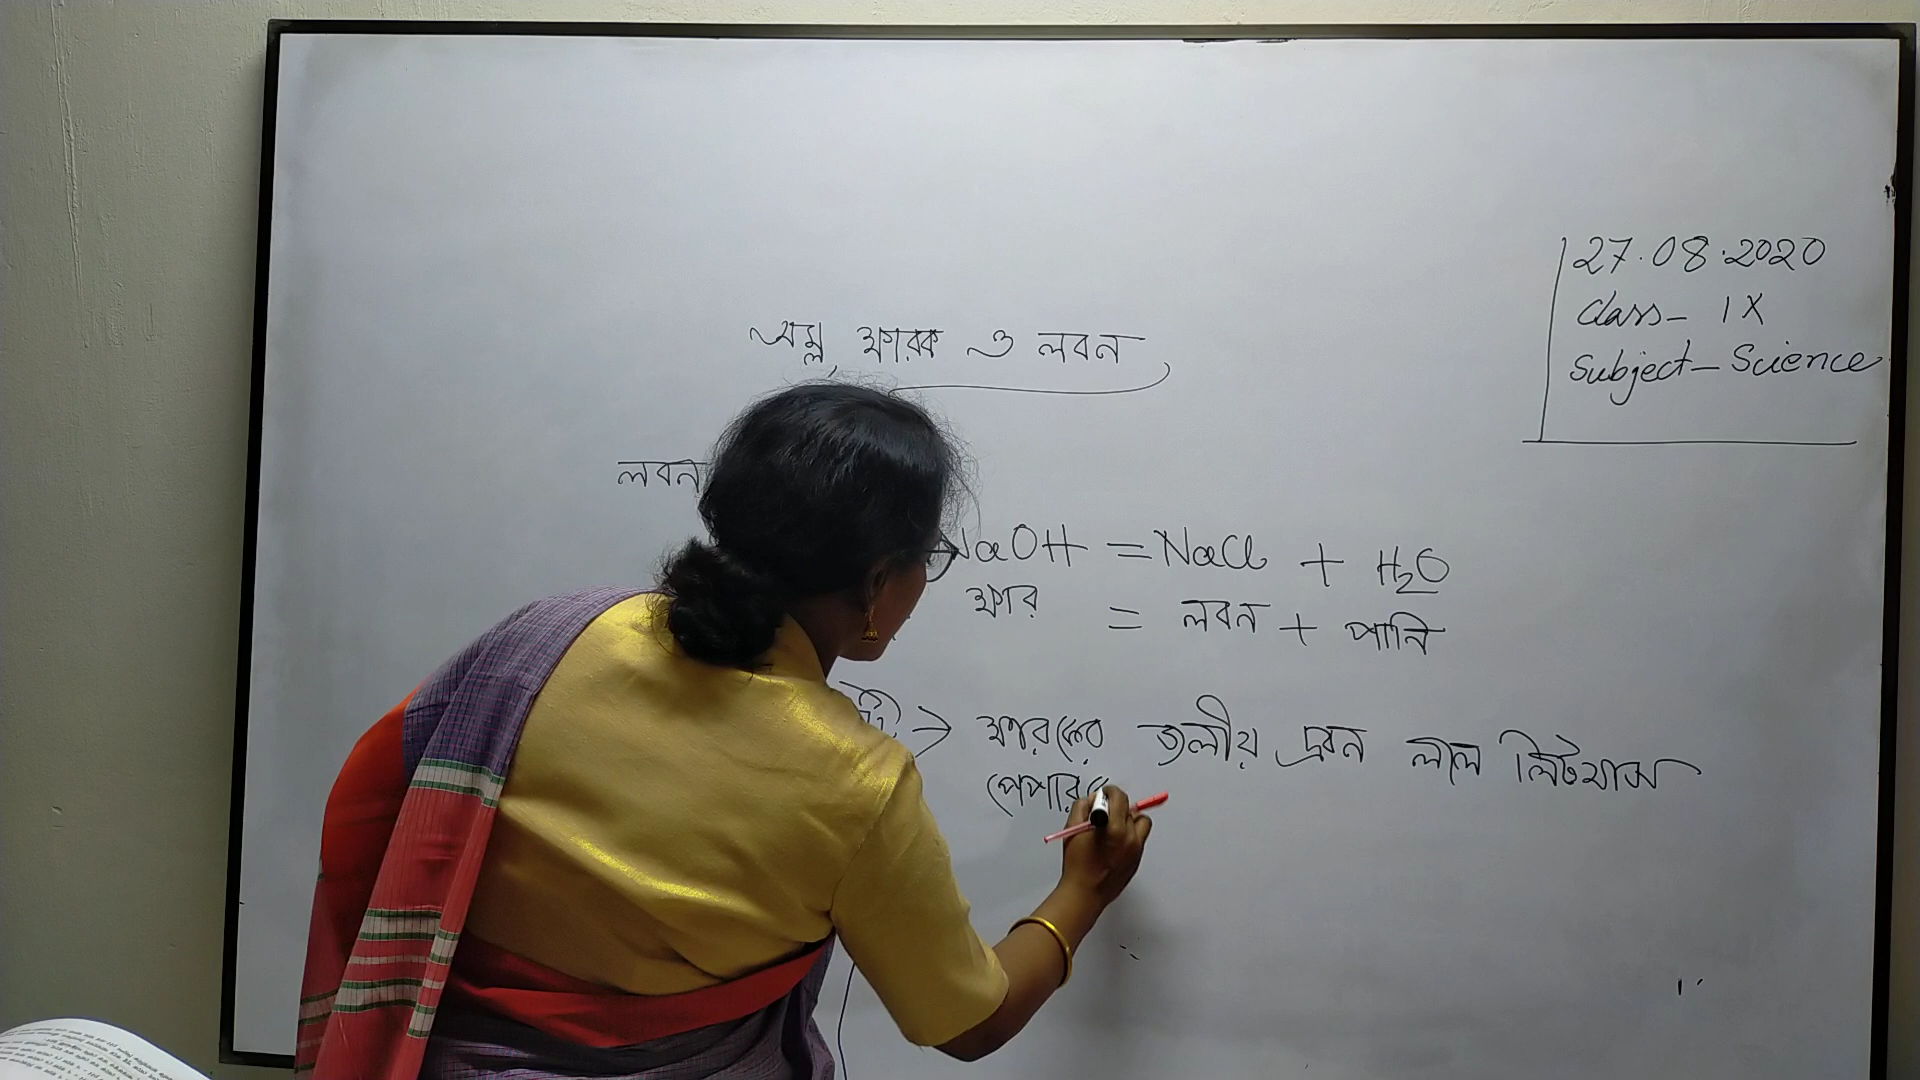 27.08.2020
Class- IX
Subject- Science
অম্ল, ক্ষারক ও লবন
লবন
NaOH = NaCl + H₂O
ক্ষার = লবন + পানি
→ ক্ষারকের জলীয় দ্রবন লাল লিটমাস
পেপারে